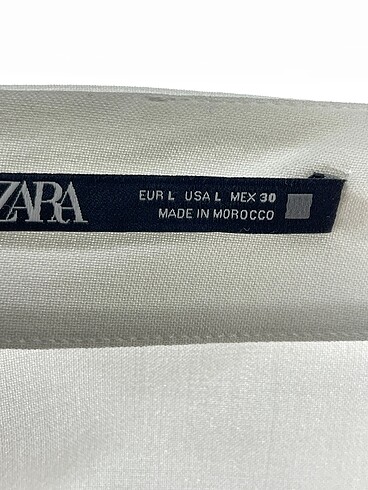 ZARA
EUR L USA L MEX 30
MADE IN MOROCCO